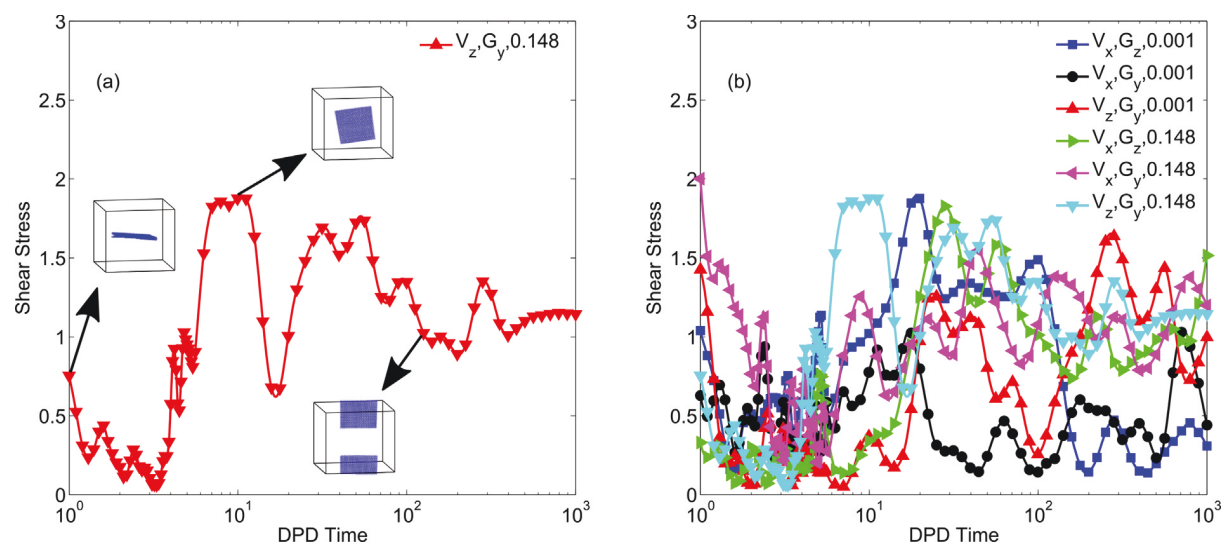 3
2.5
2
1.5
1
0.5
0
Shear Stress
(a)
V_z,G_y,0.148
10^0
10^1
10^2
10^3
DPD Time
3
2.5
2
1.5
1
0.5
0
Shear Stress
(b)
V_x,G_z,0.001
V_x,G_y,0.001
V_z,G_y,0.001
V_x,G_z,0.148
V_x,G_y,0.148
V_z,G_y,0.148
10^0
10^1
10^2
10^3
DPD Time